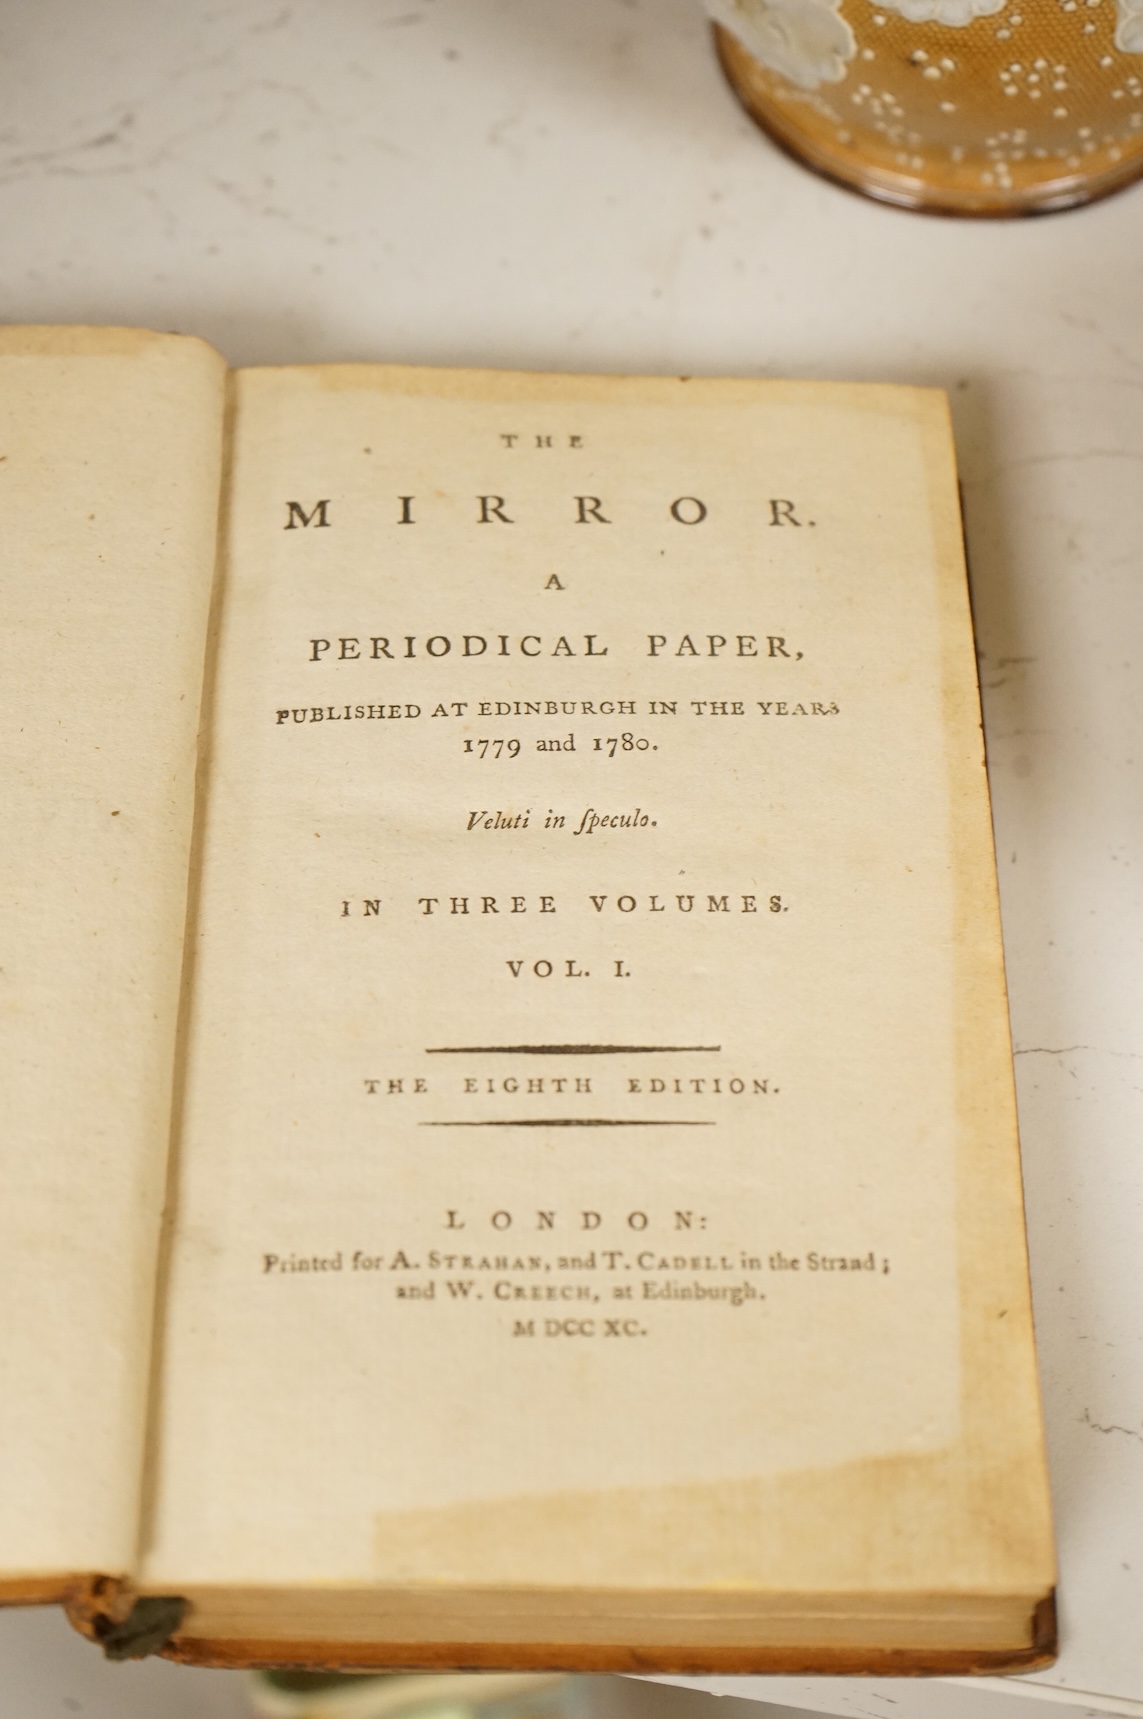 THE
MIRROR.
A
PERIODICAL PAPER,
PUBLISHED AT EDINBURGH IN THE YEARS
1779 and 1780.
Veluti in ſpeculo.
IN THREE VOLUMES.
VOL. I.
THE EIGHTH EDITION.
LONDON:
Printed for A. STRAHAN, and T. CADELL in the Strand;
and W. CREECH, at Edinburgh.
M DCC XC.